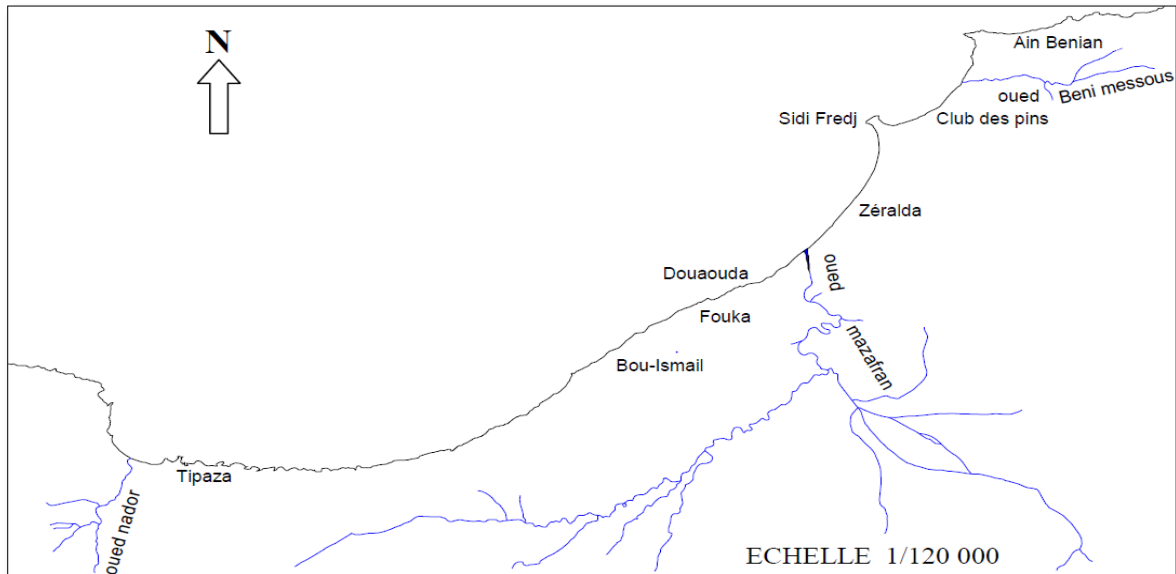 N
Ain Benian
oued
Beni messous
Sidi Fredj
Club des pins
Zéralda
oued
mazafran
Douaouda
Fouka
Bou-Ismail
Tipaza
oued nador
ECHELLE 1/120 000